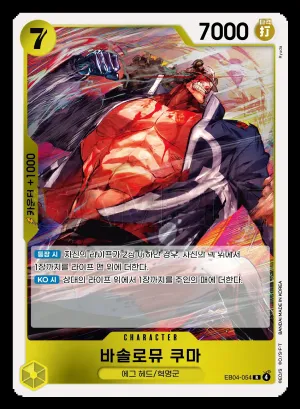 7
7000
打
카운터 +1000
등장 시 자신의 라이프가 2장 이하인 경우, 자신의 덱 위에서
1장까지를 라이프 맨 위에 더한다.
KO 시 상대의 라이프 위에서 1장까지를 주인의 패에 더한다.
CHARACTER
바솔로뮤 쿠마
에그 헤드/혁명군
EB04-054 R